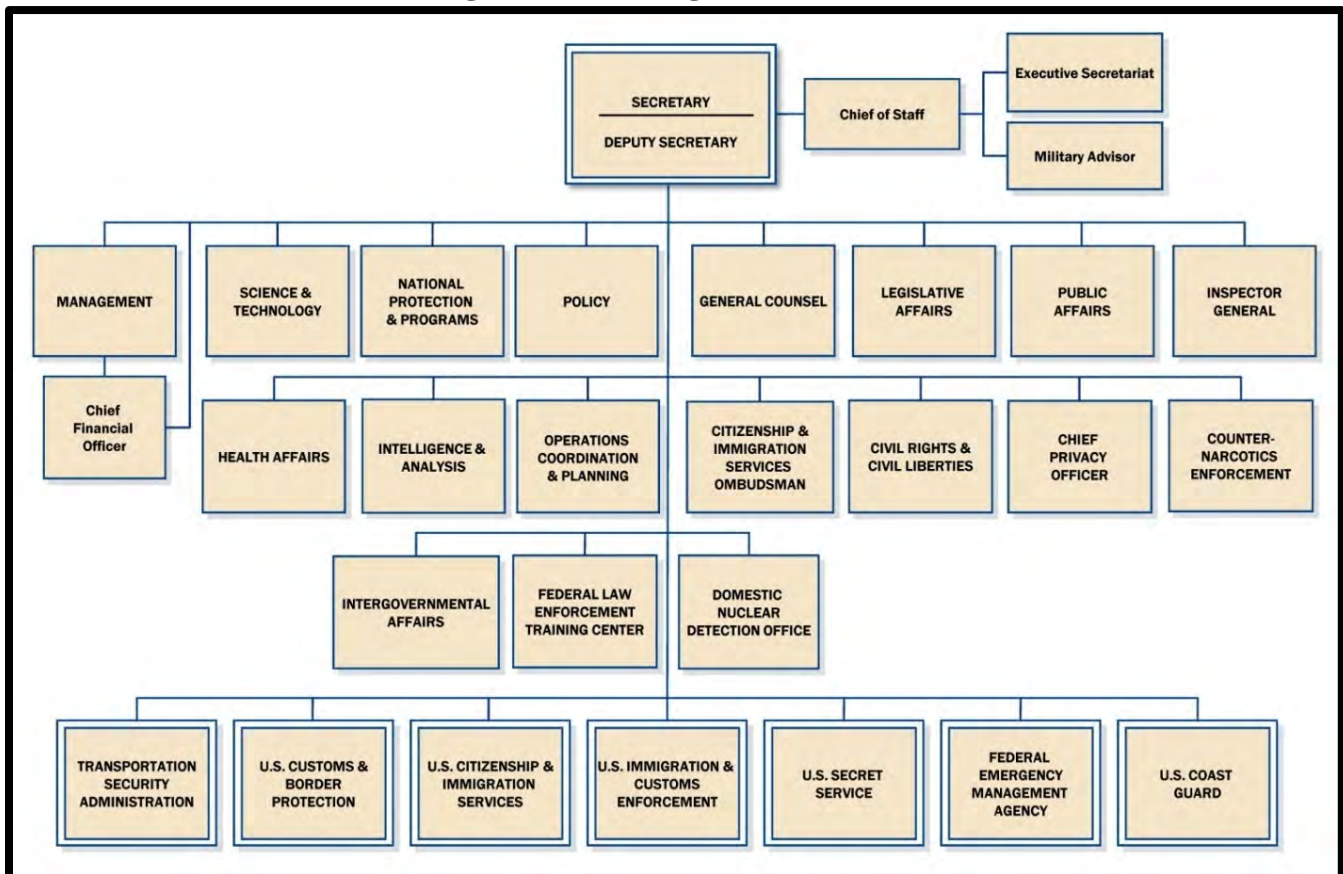 SECRETARY
DEPUTY SECRETARY
Chief of Staff
Executive Secretariat
Military Advisor
MANAGEMENT
SCIENCE &
TECHNOLOGY
NATIONAL
PROTECTION
& PROGRAMS
POLICY
GENERAL COUNSEL
LEGISLATIVE
AFFAIRS
PUBLIC
AFFAIRS
INSPECTOR
GENERAL
Chief
Financial
Officer
HEALTH AFFAIRS
INTELLIGENCE &
ANALYSIS
OPERATIONS
COORDINATION
& PLANNING
CITIZENSHIP &
IMMIGRATION
SERVICES
OMBUDSMAN
CIVIL RIGHTS &
CIVIL LIBERTIES
CHIEF
PRIVACY
OFFICER
COUNTER-
NARCOTICS
ENFORCEMENT
INTERGOVERNMENTAL
AFFAIRS
FEDERAL LAW
ENFORCEMENT
TRAINING CENTER
DOMESTIC
NUCLEAR
DETECTION OFFICE
TRANSPORTATION
SECURITY
ADMINISTRATION
U.S. CUSTOMS &
BORDER
PROTECTION
U.S. CITIZENSHIP &
IMMIGRATION
SERVICES
U.S. IMMIGRATION &
CUSTOMS
ENFORCEMENT
U.S. SECRET
SERVICE
FEDERAL
EMERGENCY
MANAGEMENT
AGENCY
U.S. COAST
GUARD